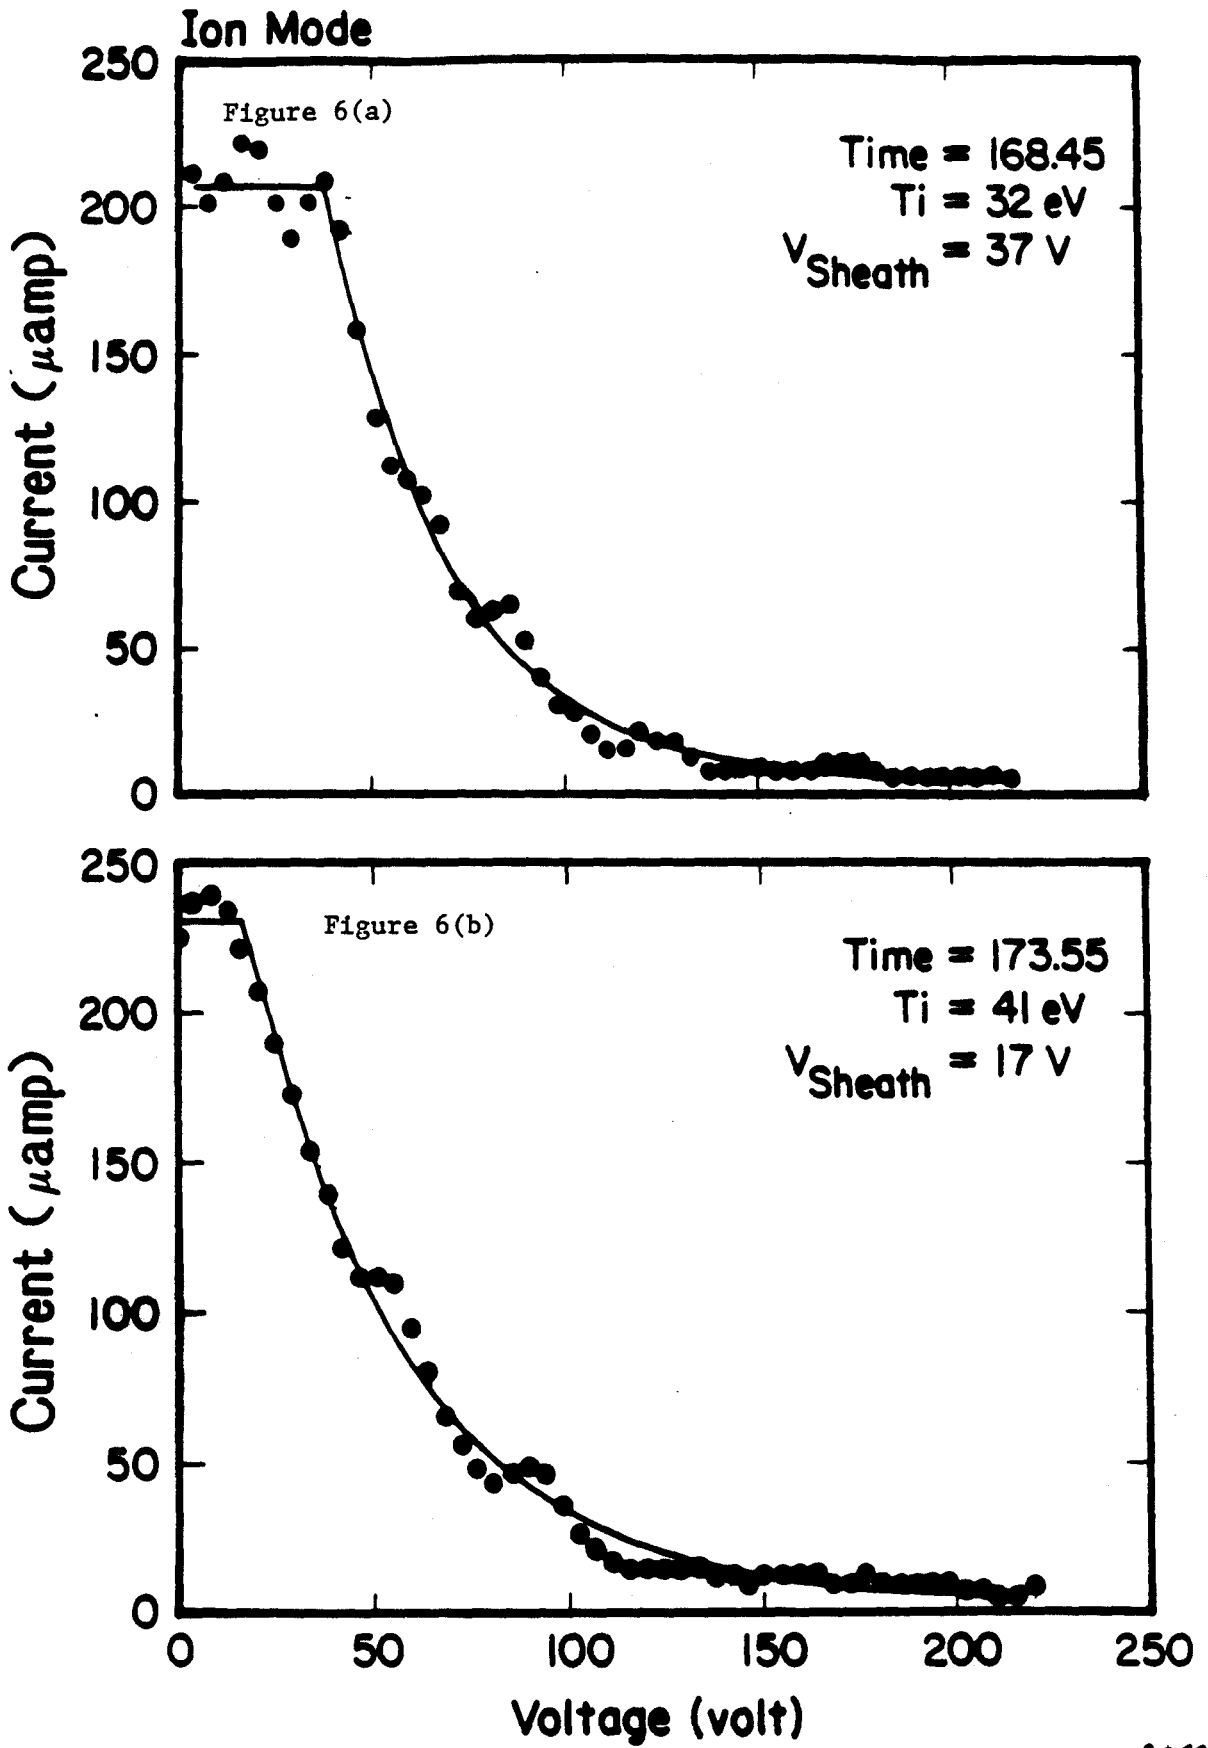 Ion Mode
250
200
150
100
50
0
Current (μamp)
Figure 6(a)
Time = 168.45
Ti = 32 eV
VSheath = 37 V
250
200
150
100
50
0
Current (μamp)
Figure 6(b)
Time = 173.55
Ti = 41 eV
VSheath = 17 V
0 50 100 150 200 250
Voltage (volt)